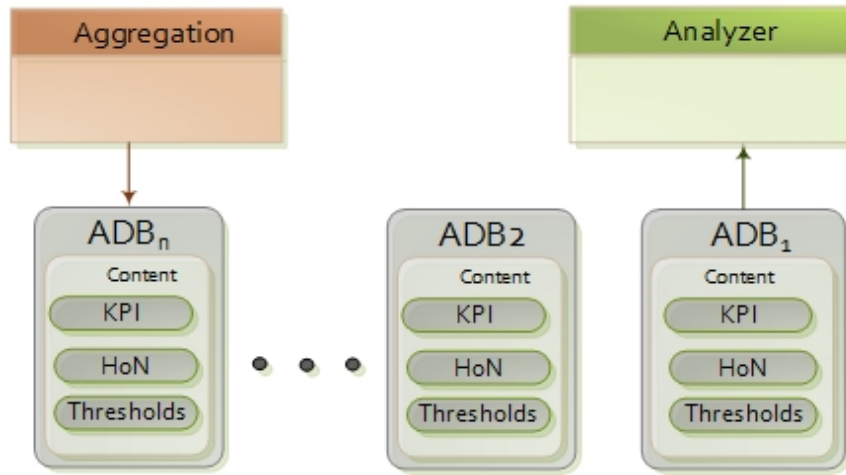 Aggregation
Analyzer
ADBₙ
Content
KPI
HoN
Thresholds
ADB2
Content
KPI
HoN
Thresholds
ADB₁
Content
KPI
HoN
Thresholds